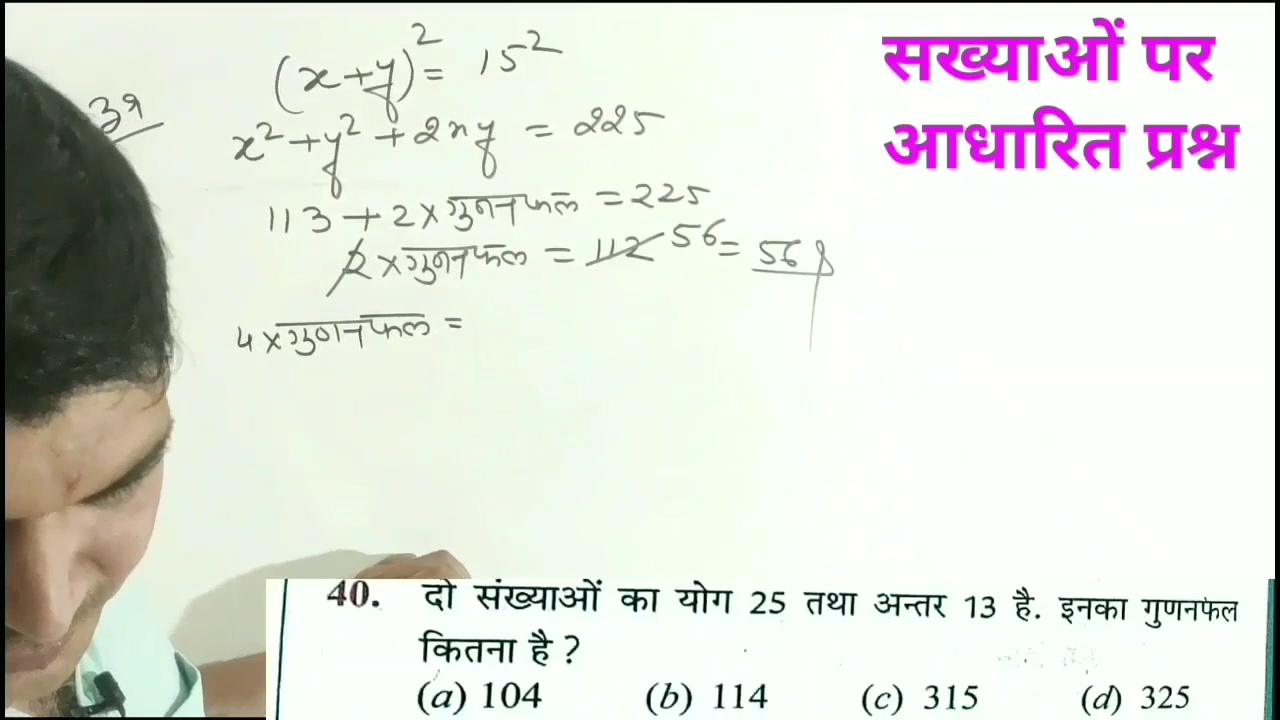 सख्याओं पर
आधारित प्रश्न
39
(x+y)² = 15²
x² + y² + 2xy = 225
113 + 2 × गुणनफल = 225
2 × गुणनफल = 112 56 = 56
4 × गुणनफल =
40. दो संख्याओं का योग 25 तथा अन्तर 13 है. इनका गुणनफल
कितना है ?
(a) 104 (b) 114 (c) 315 (d) 325